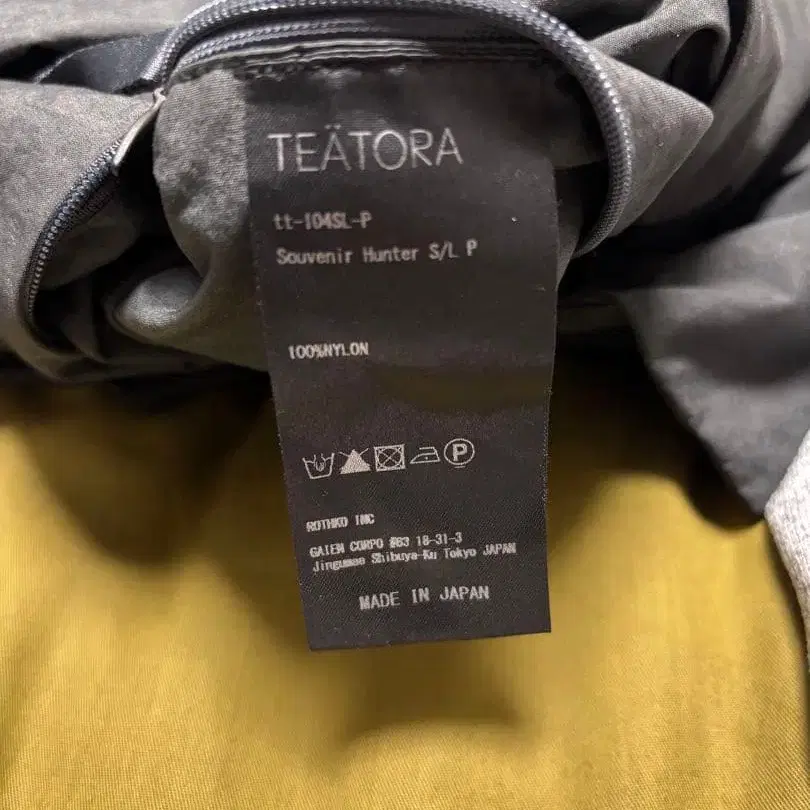 TEÄTORA
tt-104SL-P
Souvenir Hunter S/L P
100%NYLON
P
ROTHKO INC
GAIEN CORPO #63 18-31-3
Jingumae Shibuya-Ku Tokyo JAPAN
MADE IN JAPAN